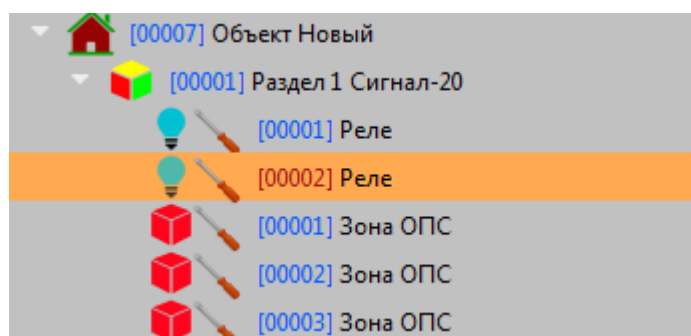 [00007] Объект Новый
[00001] Раздел 1 Сигнал-20
[00001] Реле
[00002] Реле
[00001] Зона ОПС
[00002] Зона ОПС
[00003] Зона ОПС